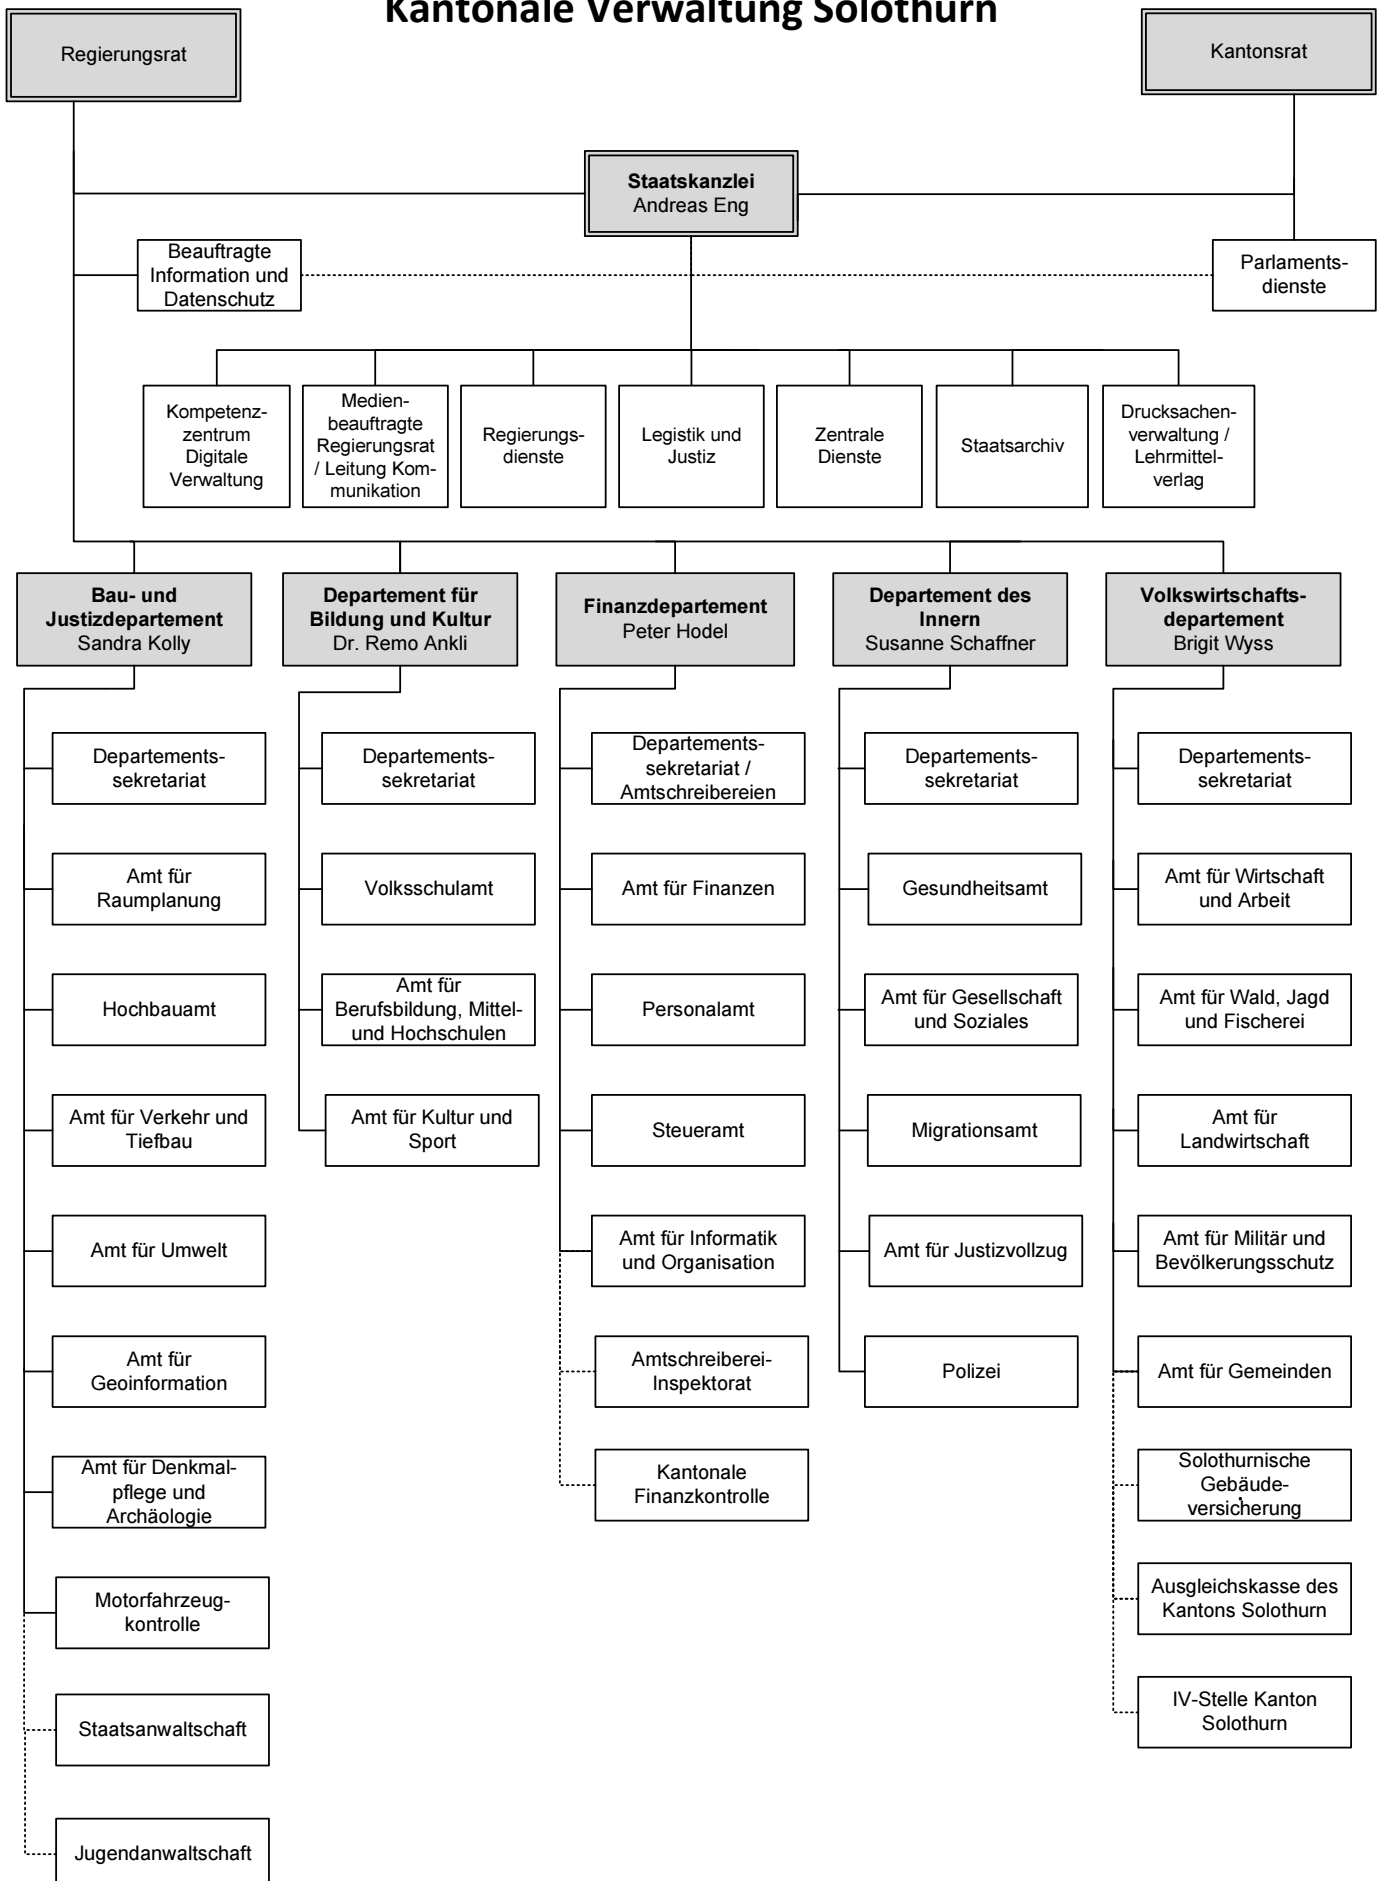 Kantonale Verwaltung Solothurn
Regierungsrat
Kantonsrat
Staatskanzlei
Andreas Eng
Beauftragte
Information und
Datenschutz
Parlaments-
dienste
Kompetenz-
zentrum
Digitale
Verwaltung
Medien-
beauftragte
Regierungsrat
/ Leitung Kom-
munikation
Regierungs-
dienste
Legistik und
Justiz
Zentrale
Dienste
Staatsarchiv
Drucksachen-
verwaltung /
Lehrmittel-
verlag
Bau- und
Justizdepartement
Sandra Kolly
Departement für
Bildung und Kultur
Dr. Remo Ankli
Finanzdepartement
Peter Hodel
Departement des
Innern
Susanne Schaffner
Volkswirtschafts-
departement
Brigit Wyss
Departements-
sekretariat
Amt für
Raumplanung
Hochbauamt
Amt für Verkehr und
Tiefbau
Amt für Umwelt
Amt für
Geoinformation
Amt für Denkmal-
pflege und
Archäologie
Motorfahrzeug-
kontrolle
Staatsanwaltschaft
Jugendanwaltschaft
Departements-
sekretariat
Volksschulamt
Amt für
Berufsbildung, Mittel-
und Hochschulen
Amt für Kultur und
Sport
Departements-
sekretariat /
Amtschreibereien
Amt für Finanzen
Personalamt
Steueramt
Amt für Informatik
und Organisation
Amtschreiberei-
Inspektorat
Kantonale
Finanzkontrolle
Departements-
sekretariat
Gesundheitsamt
Amt für Gesellschaft
und Soziales
Migrationsamt
Amt für Justizvollzug
Polizei
Departements-
sekretariat
Amt für Wirtschaft
und Arbeit
Amt für Wald, Jagd
und Fischerei
Amt für
Landwirtschaft
Amt für Militär und
Bevölkerungsschutz
Amt für Gemeinden
Solothurnische
Gebäude-
versicherung
Ausgleichskasse des
Kantons Solothurn
IV-Stelle Kanton
Solothurn